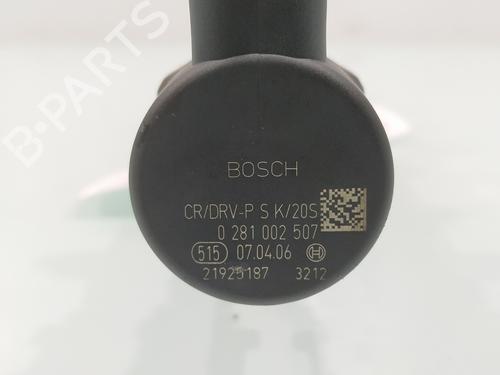 B-PARTS
BOSCH
CR/DRV-P S K/20S
0 281 002 507
515 07.04.06
21925187 3212